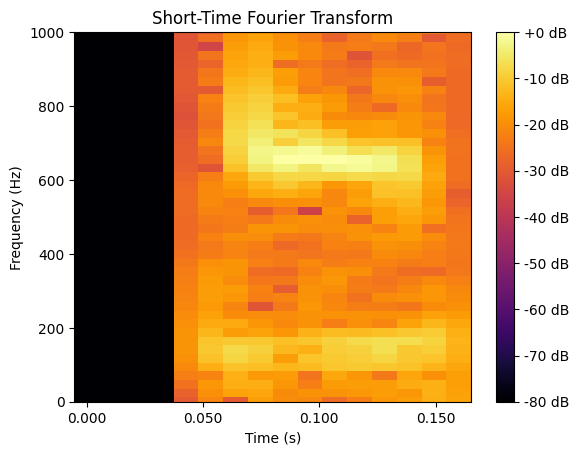 Short-Time Fourier Transform
1000
800
600
400
200
0
Frequency (Hz)
0.000
0.050
0.100
0.150
Time (s)
+0 dB
-10 dB
-20 dB
-30 dB
-40 dB
-50 dB
-60 dB
-70 dB
-80 dB